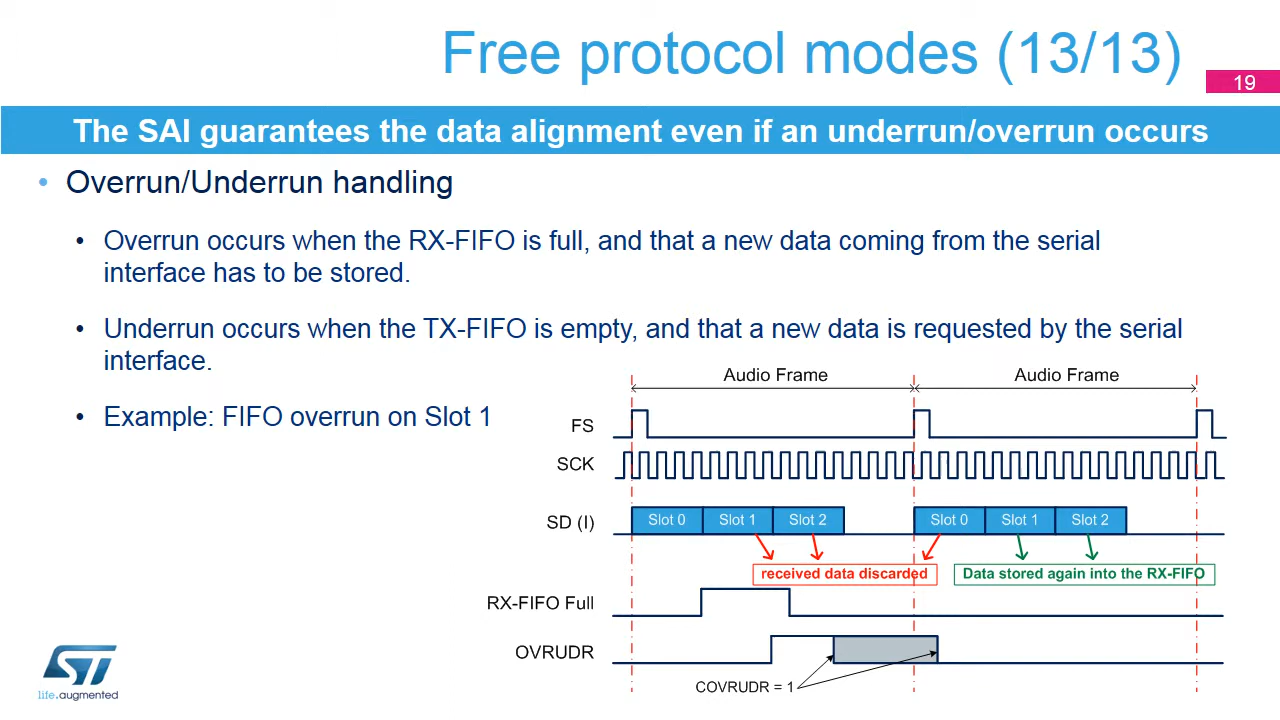 Free protocol modes (13/13)
19
The SAI guarantees the data alignment even if an underrun/overrun occurs
• Overrun/Underrun handling
• Overrun occurs when the RX-FIFO is full, and that a new data coming from the serial
interface has to be stored.
• Underrun occurs when the TX-FIFO is empty, and that a new data is requested by the serial
interface.
• Example: FIFO overrun on Slot 1
Audio Frame Audio Frame
FS
SCK
SD (I) Slot 0 Slot 1 Slot 2 Slot 0 Slot 1 Slot 2
received data discarded Data stored again into the RX-FIFO
RX-FIFO Full
OVRUDR
COVRUDR = 1
ST
life.augmented